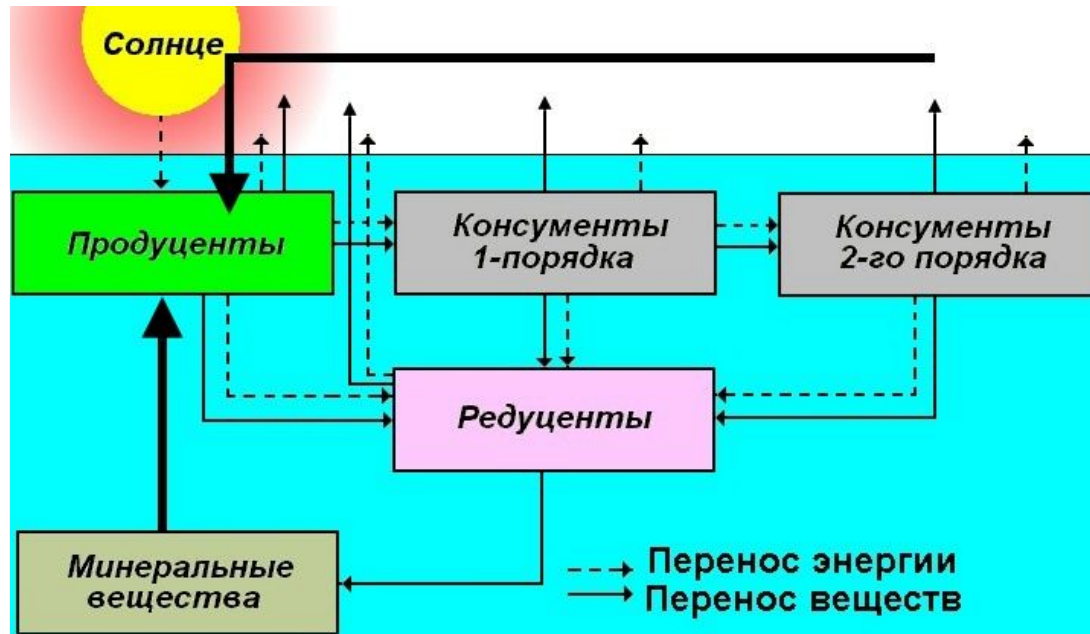 Солнце
Продуценты
Консументы
1-порядка
Консументы
2-го порядка
Редуценты
Минеральные
вещества
Перенос энергии
Перенос веществ